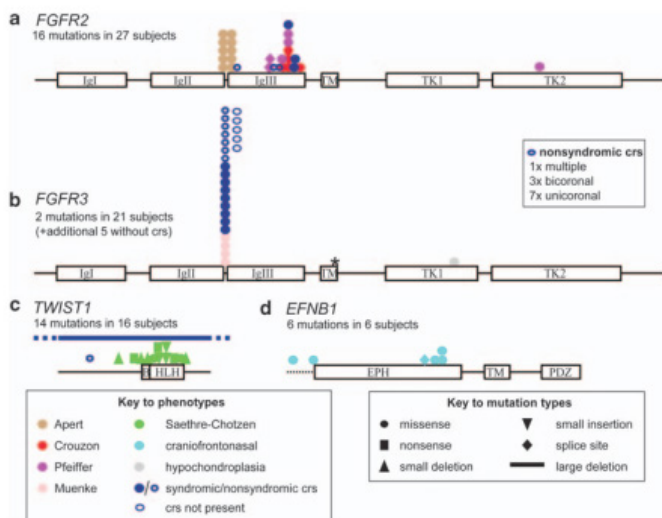 a FGFR2
16 mutations in 27 subjects
IgI IgII IgIII TM TK1 TK2
nonsyndromic crs
1x multiple
3x bicoronal
7x unicoronal
b FGFR3
2 mutations in 21 subjects
(+additional 5 without crs)
*
IgI IgII IgIII TM TK1 TK2
c TWIST1
14 mutations in 16 subjects
B HLH
d EFNB1
6 mutations in 6 subjects
EPH TM PDZ
Key to phenotypes
Apert Saethre-Chotzen
Crouzon craniofrontonasal
Pfeiffer hypochondroplasia
Muenke / syndromic/nonsyndromic crs
crs not present
Key to mutation types
missense small insertion
nonsense splice site
small deletion large deletion